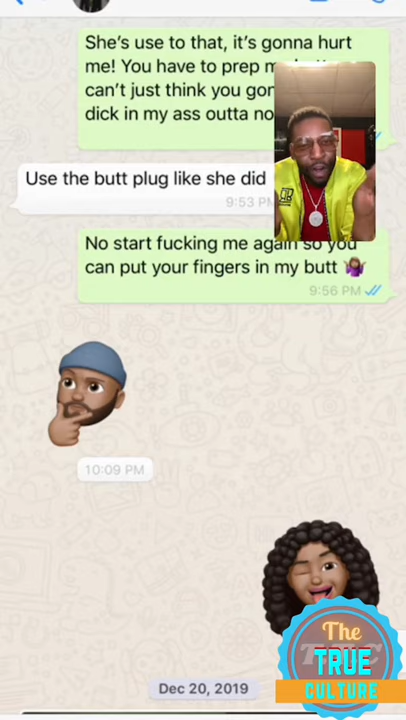 She's use to that, it's gonna hurt
me! You have to prep
can't just think you
dick in my ass outta
Use the butt plug like she did
9:53 PM
No start fucking me again so you
can put your fingers in my butt 🤷🏾‍♀️
9:56 PM
10:09 PM
The
TRUE
CULTURE
Dec 20, 2019